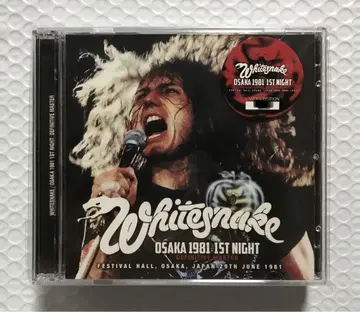 WHITESNAKE / OSAKA 1981 1ST NIGHT: DEFINITIVE MASTER
Whitesnake
OSAKA 1981 1ST NIGHT
Whitesnake
OSAKA 1981 1ST NIGHT
DEFINITIVE MASTER
FESTIVAL HALL, OSAKA, JAPAN 29TH JUNE 1981